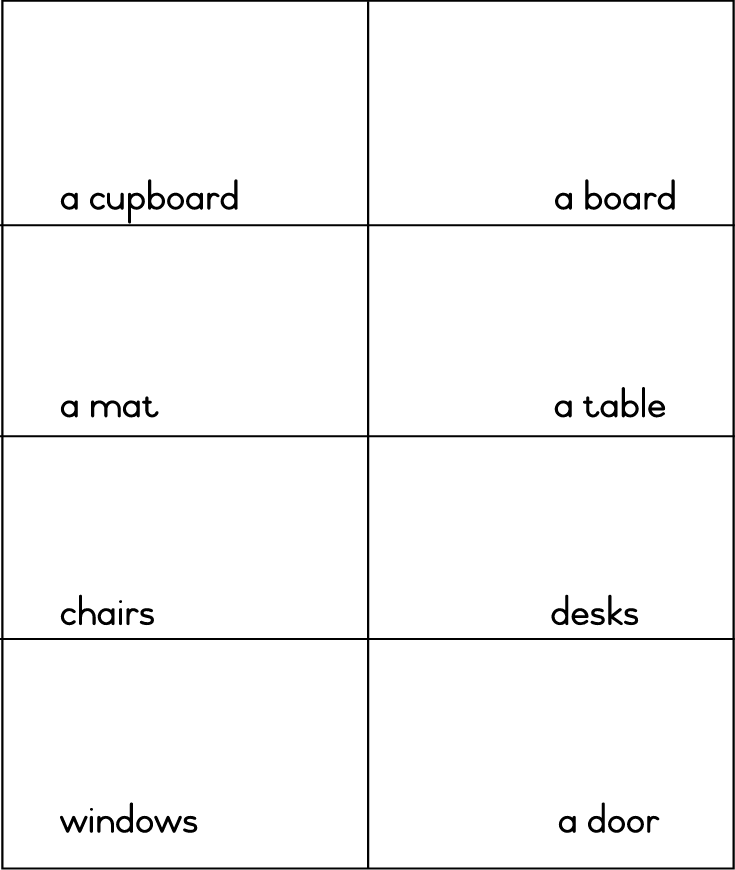 a cupboard
a board
a mat
a table
chairs
desks
windows
a door